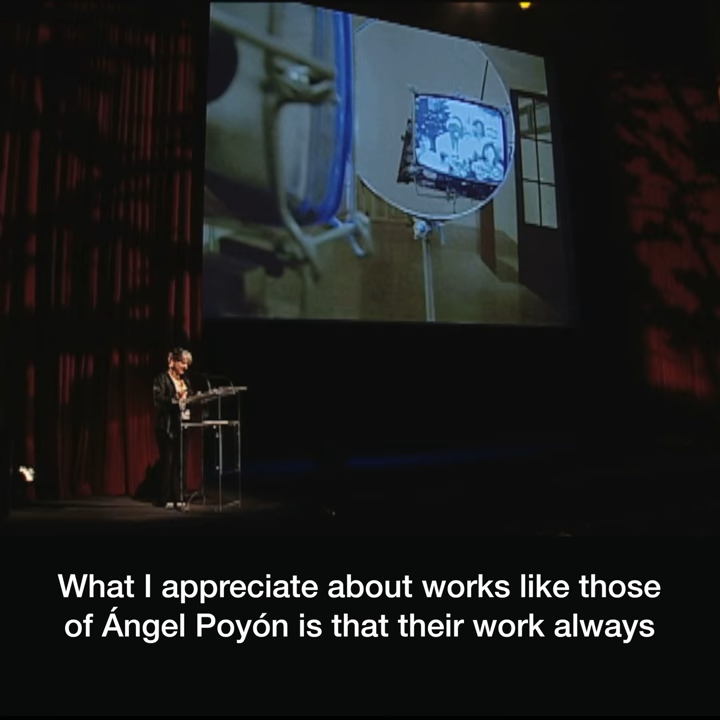 What I appreciate about works like those
of Ángel Poyón is that their work always